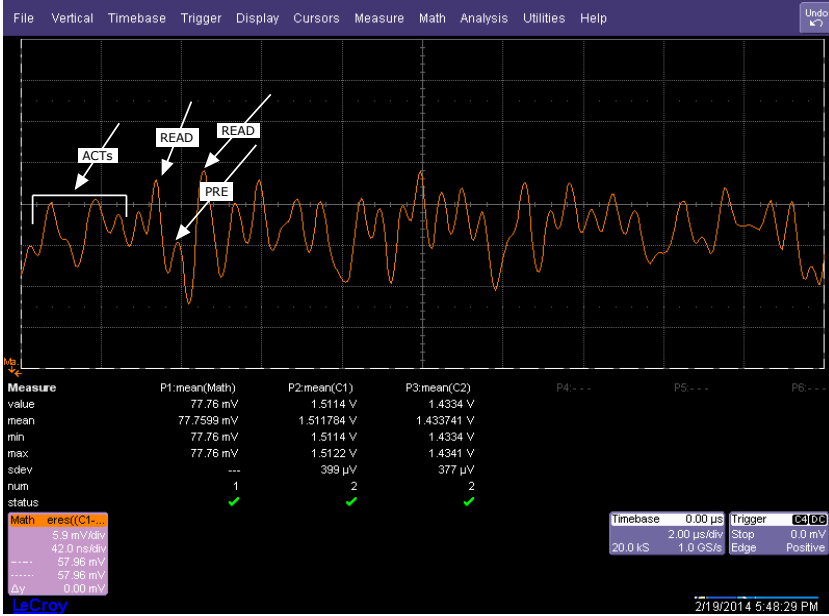 File Vertical Timebase Trigger Display Cursors Measure Math Analysis Utilities Help
Undo
READ
READ
ACTs
PRE
Ma
Measure P1:mean(Math) P2:mean(C1) P3:mean(C2) P4:- - - P5:- - - P6:- - -
value 77.76 mV 1.5114 V 1.4334 V
mean 77.7599 mV 1.511784 V 1.433741 V
min 77.76 mV 1.5114 V 1.4334 V
max 77.76 mV 1.5122 V 1.4341 V
sdev --- 399 µV 377 µV
num 1 2 2
status
Math eres((C1-...
5.9 mV/div
42.0 ns/div
57.96 mV
57.96 mV
Δy 0.00 mV
Timebase 0.00 µs
2.00 µs/div
20.0 kS 1.0 GS/s
Trigger C4 DC
Stop 0.0 mV
Edge Positive
LeCroy
2/19/2014 5:48:29 PM